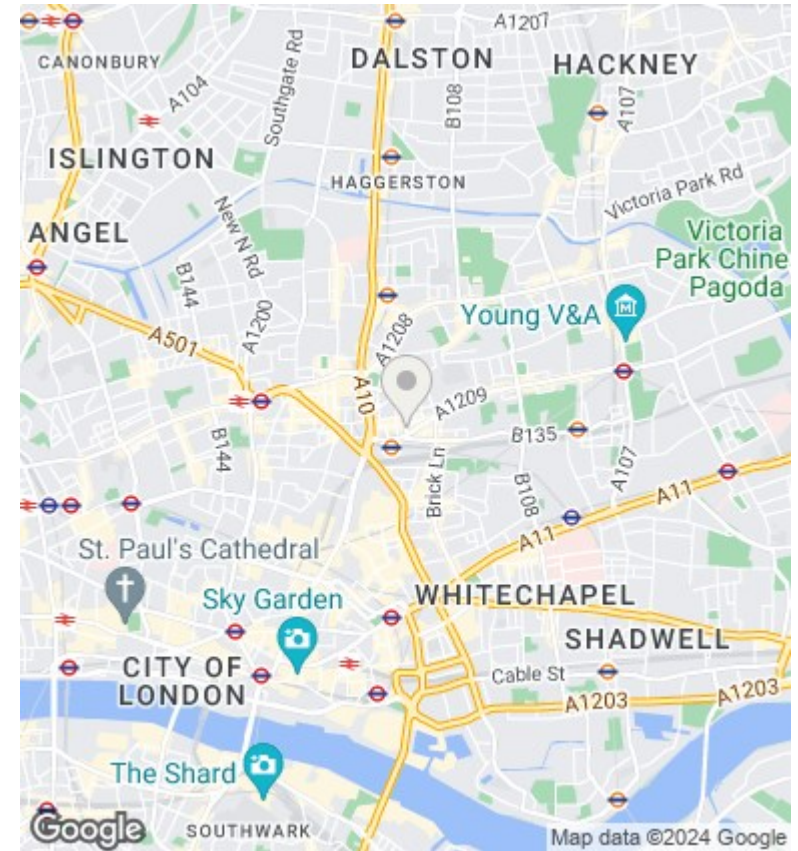 A1207
CANONBURY
DALSTON
HACKNEY
A104
Southgate Rd
B108
A107
ISLINGTON
HAGGERSTON
Victoria Park Rd
New N Rd
ANGEL
Victoria
Park Chine
Pagoda
B144
A1200
Young V&A
A501
A1208
A10
A1209
B135
B144
Brick Ln
B108
A107
A11
A11
St. Paul's Cathedral
WHITECHAPEL
Sky Garden
SHADWELL
CITY OF
LONDON
Cable St
A1203
A1203
The Shard
Google
SOUTHWARK
Map data ©2024 Google